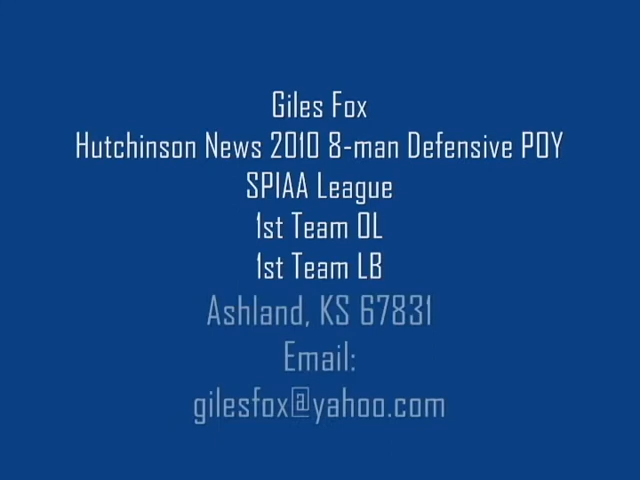 Giles Fox
Hutchinson News 2010 8-man Defensive POY
SPIAA League
1st Team OL
1st Team LB
Ashland, KS 67831
Email:
gilesfox@yahoo.com